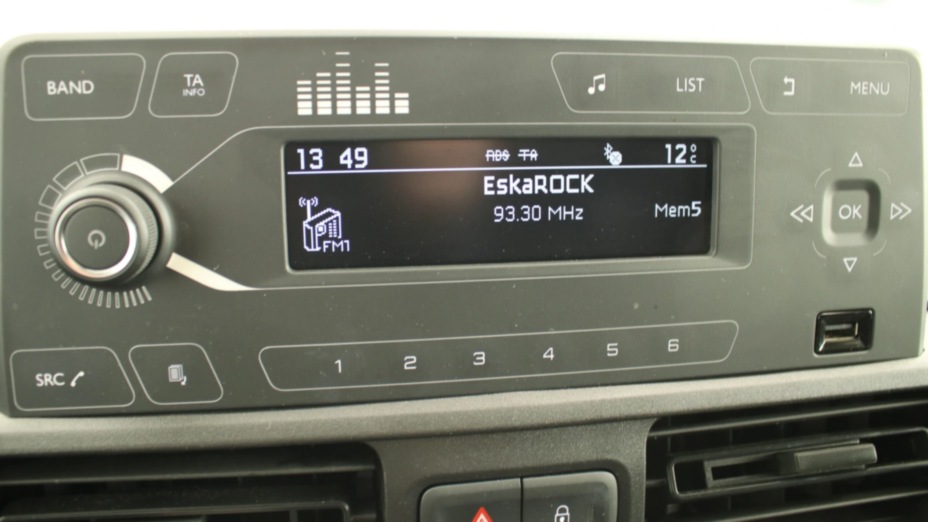 BAND TA INFO LIST MENU
13 49 RDS TA 12°C
EskaROCK
93.30 MHz Mem5
FM1
OK
SRC 1 2 3 4 5 6